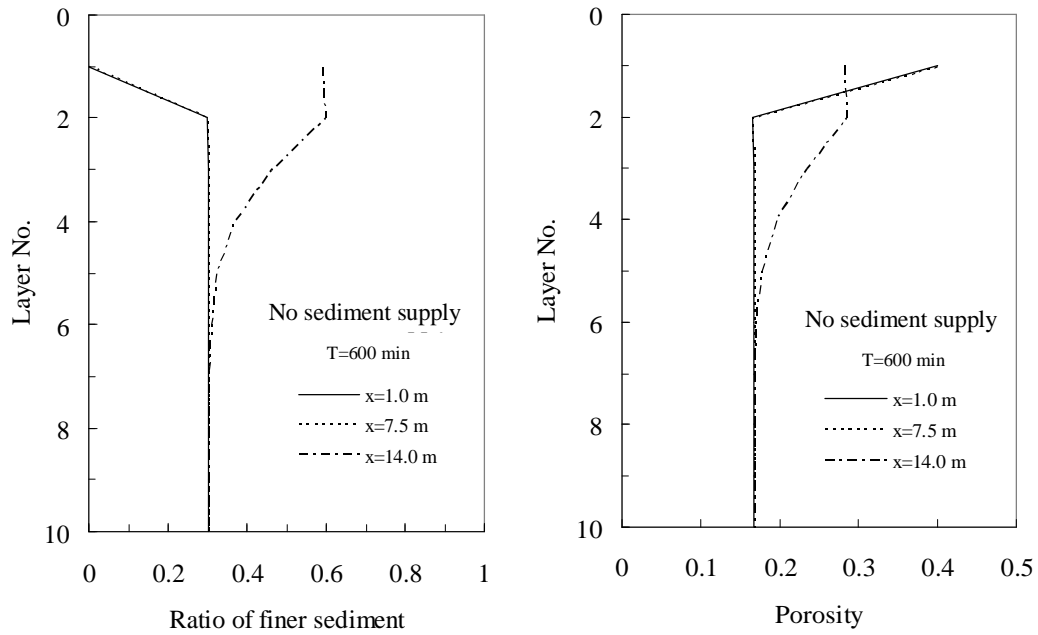 0
2
4
6
8
10
Layer No.
No sediment supply
T=600 min
x=1.0 m
x=7.5 m
x=14.0 m
0 0.2 0.4 0.6 0.8 1
Ratio of finer sediment
0
2
4
6
8
10
Layer No.
No sediment supply
T=600 min
x=1.0 m
x=7.5 m
x=14.0 m
0 0.1 0.2 0.3 0.4 0.5
Porosity